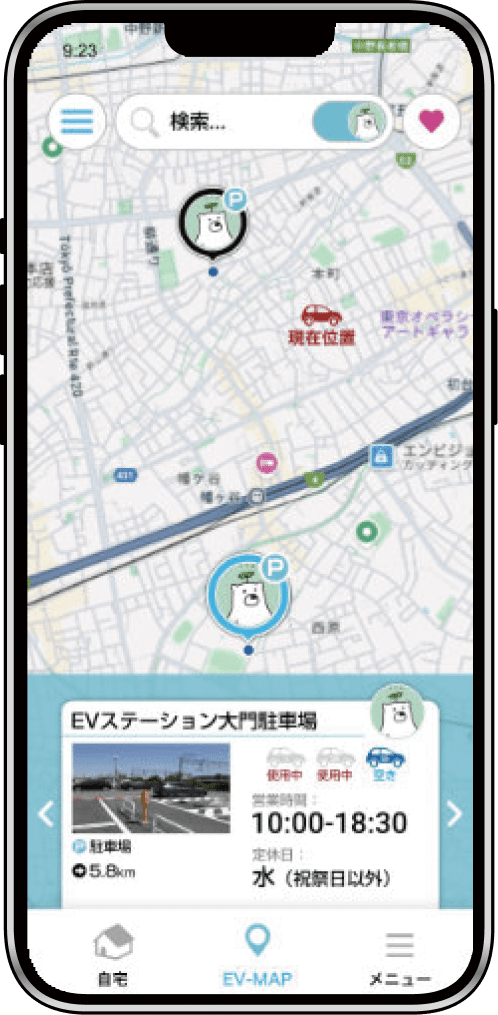 中野新
9:23
中野長者橋
検索...
P
本町
Tokyo Prefectural Rte 420
現在位置
東京オペラシ
アートギャラ
初台
エンビジョ
カッティング
431
幡ケ谷
4
幡ケ谷
P
西原
EVステーション大門駐車場
使用中
使用中
空き
営業時間:
10:00-18:30
定休日:
水(祝祭日以外)
P駐車場
5.8km
自宅
EV-MAP
メニュー